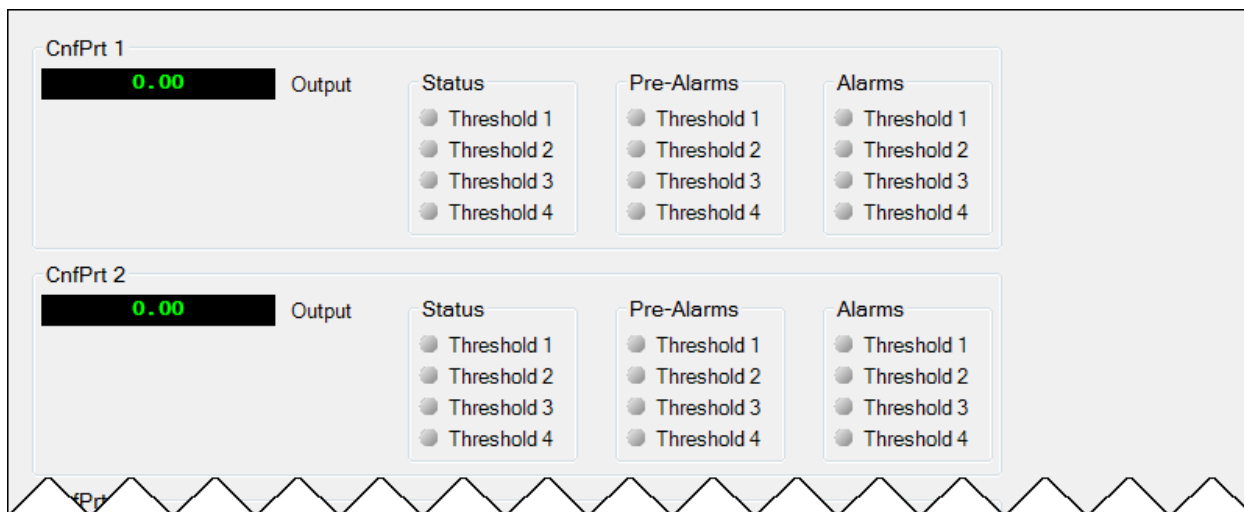 CnfPrt 1
0.00 Output Status Pre-Alarms Alarms
Threshold 1 Threshold 1 Threshold 1
Threshold 2 Threshold 2 Threshold 2
Threshold 3 Threshold 3 Threshold 3
Threshold 4 Threshold 4 Threshold 4
CnfPrt 2
0.00 Output Status Pre-Alarms Alarms
Threshold 1 Threshold 1 Threshold 1
Threshold 2 Threshold 2 Threshold 2
Threshold 3 Threshold 3 Threshold 3
Threshold 4 Threshold 4 Threshold 4